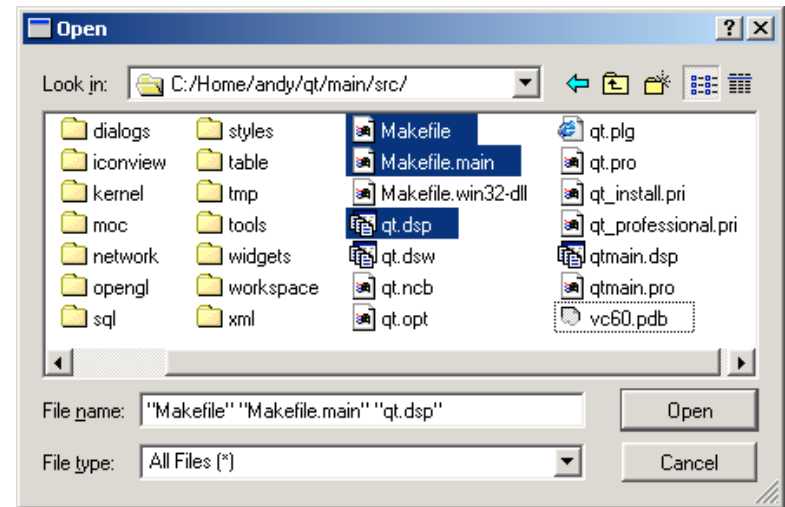 Open
Look in: C:/Home/andy/qt/main/src/
dialogs styles Makefile qt.plg
iconview table Makefile.main qt.pro
kernel tmp Makefile.win32-dll qt_install.pri
moc tools qt.dsp qt_professional.pri
network widgets qt.dsw qtmain.dsp
opengl workspace qt.ncb qtmain.pro
sql xml qt.opt vc60.pdb
File name: "Makefile" "Makefile.main" "qt.dsp" Open
File type: All Files (*) Cancel